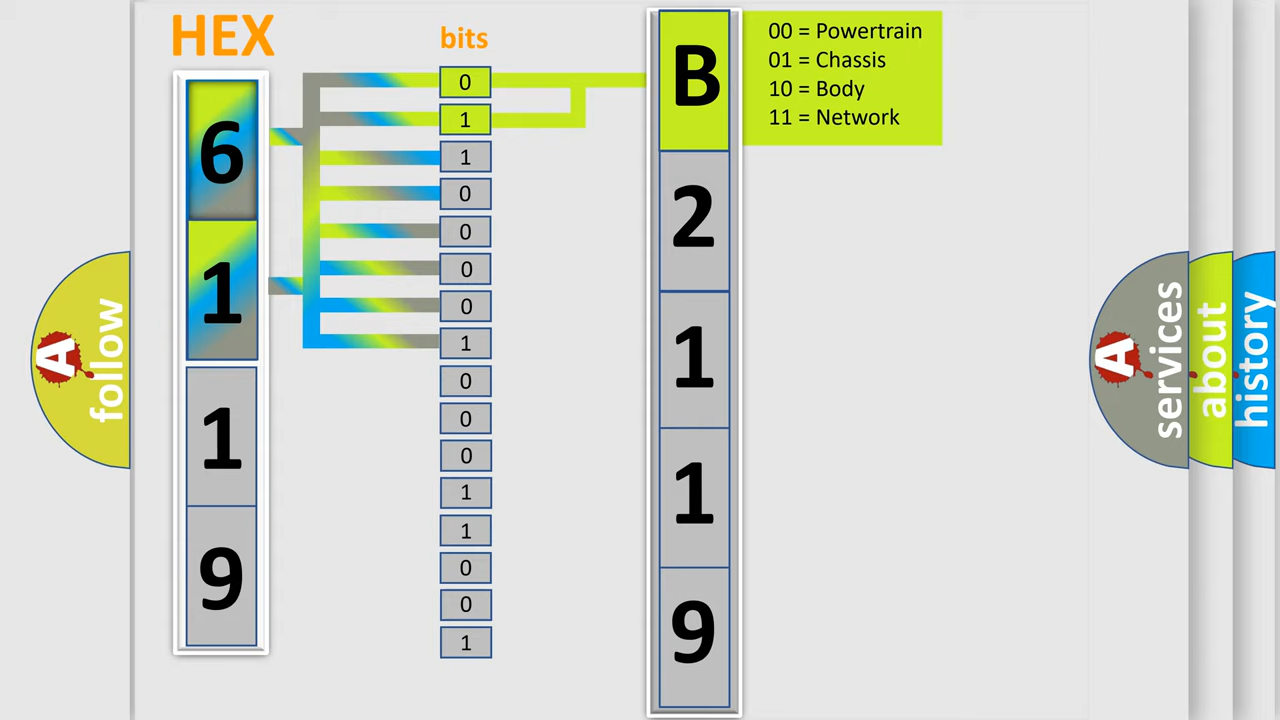 HEX
bits
6
1
1
9
0
1
1
0
0
0
0
1
0
0
0
1
1
0
0
1
B
2
1
1
9
00 = Powertrain
01 = Chassis
10 = Body
11 = Network
A
follow
A
services
about
history